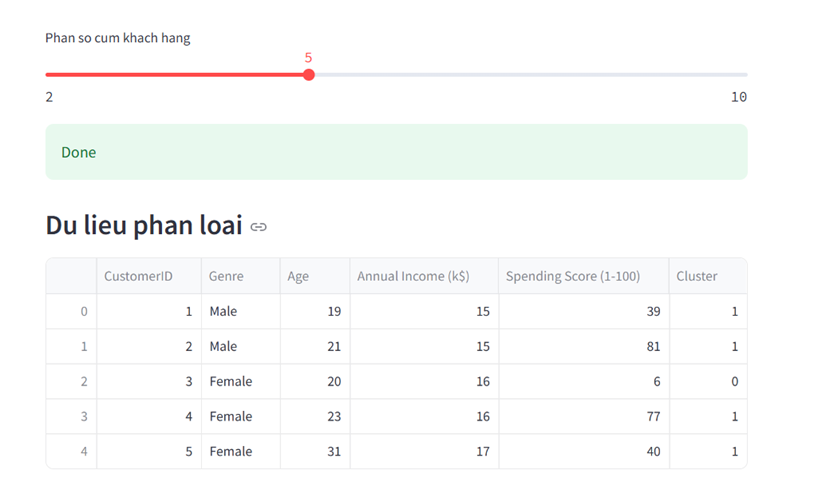 Phan so cum khach hang
5
2 10
Done
Du lieu phan loai
CustomerID Genre Age Annual Income (k$) Spending Score (1-100) Cluster
0 1 Male 19 15 39 1
1 2 Male 21 15 81 1
2 3 Female 20 16 6 0
3 4 Female 23 16 77 1
4 5 Female 31 17 40 1